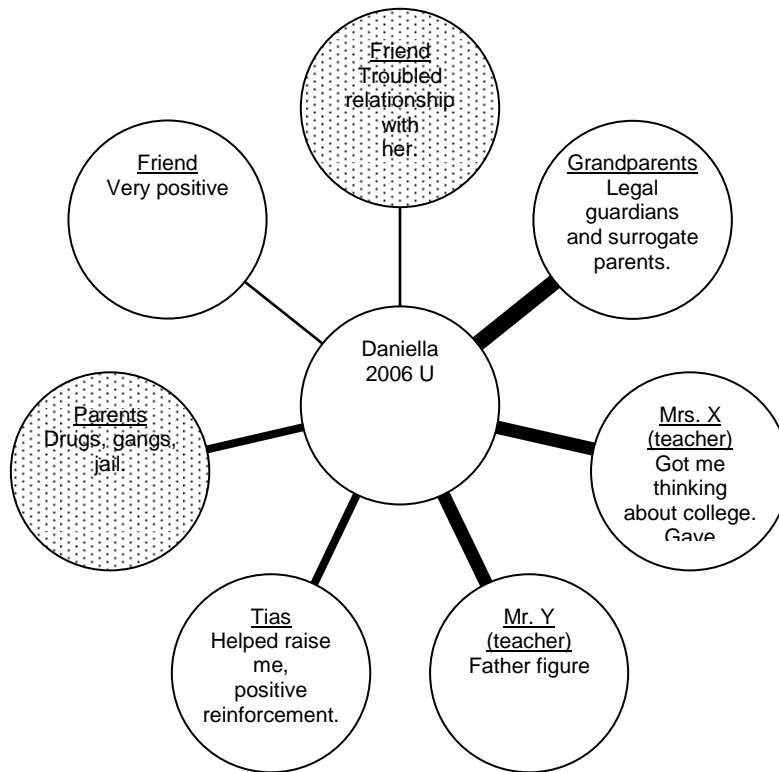 Friend
Troubled
relationship
with
her.
Friend
Very positive
Grandparents
Legal
guardians
and surrogate
parents.
Daniella
2006 U
Parents
Drugs, gangs,
jail.
Mrs. X
(teacher)
Got me
thinking
about college.
Gave
Tias
Helped raise
me,
positive
reinforcement.
Mr. Y
(teacher)
Father figure